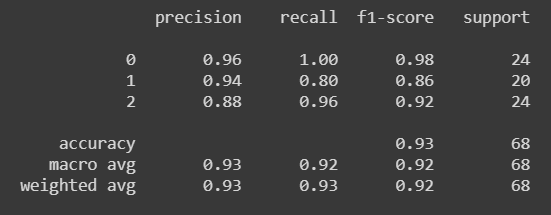 precision recall f1-score support
0 0.96 1.00 0.98 24
1 0.94 0.80 0.86 20
2 0.88 0.96 0.92 24
accuracy 0.93 68
macro avg 0.93 0.92 0.92 68
weighted avg 0.93 0.93 0.92 68